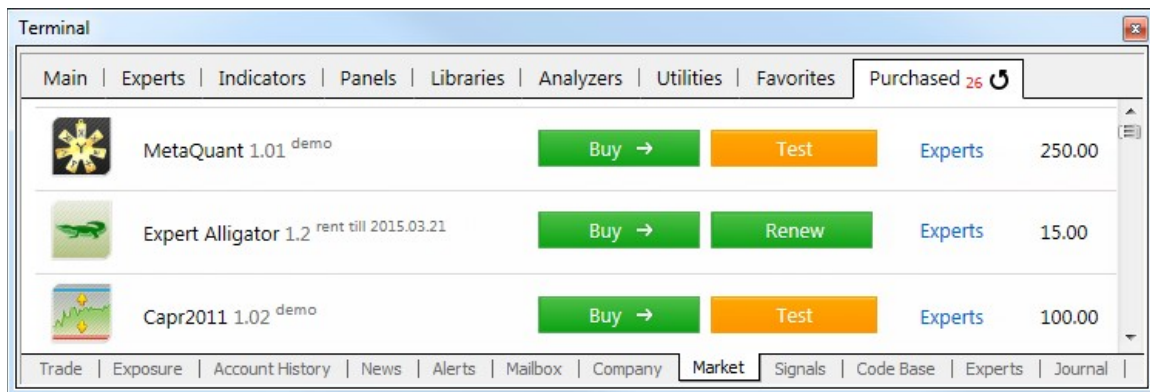 Terminal
Main | Experts | Indicators | Panels | Libraries | Analyzers | Utilities | Favorites Purchased 26
MetaQuant 1.01 demo Buy → Test Experts 250.00
Expert Alligator 1.2 rent till 2015.03.21 Buy → Renew Experts 15.00
Capr2011 1.02 demo Buy → Test Experts 100.00
Trade | Exposure | Account History | News | Alerts | Mailbox | Company Market Signals | Code Base | Experts | Journal |